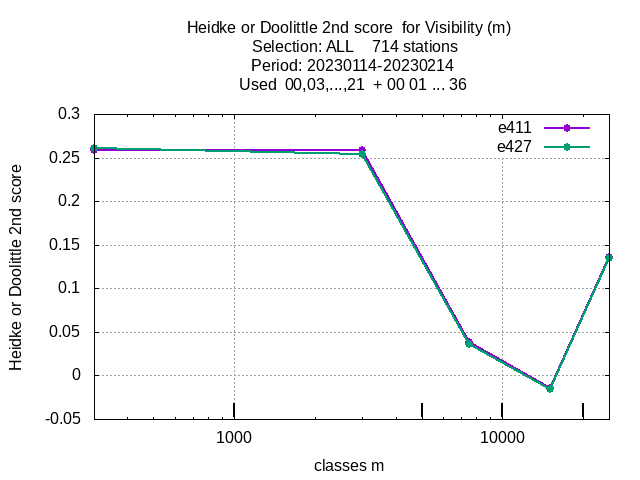 Heidke or Doolittle 2nd score  for Visibility (m)
Selection: ALL    714 stations
Period: 20230114-20230214
Used  00,03,...,21  + 00 01 ... 36
e411
e427
0.3
0.25
0.2
0.15
0.1
0.05
0
-0.05
Heidke or Doolittle 2nd score
1000
10000
classes m